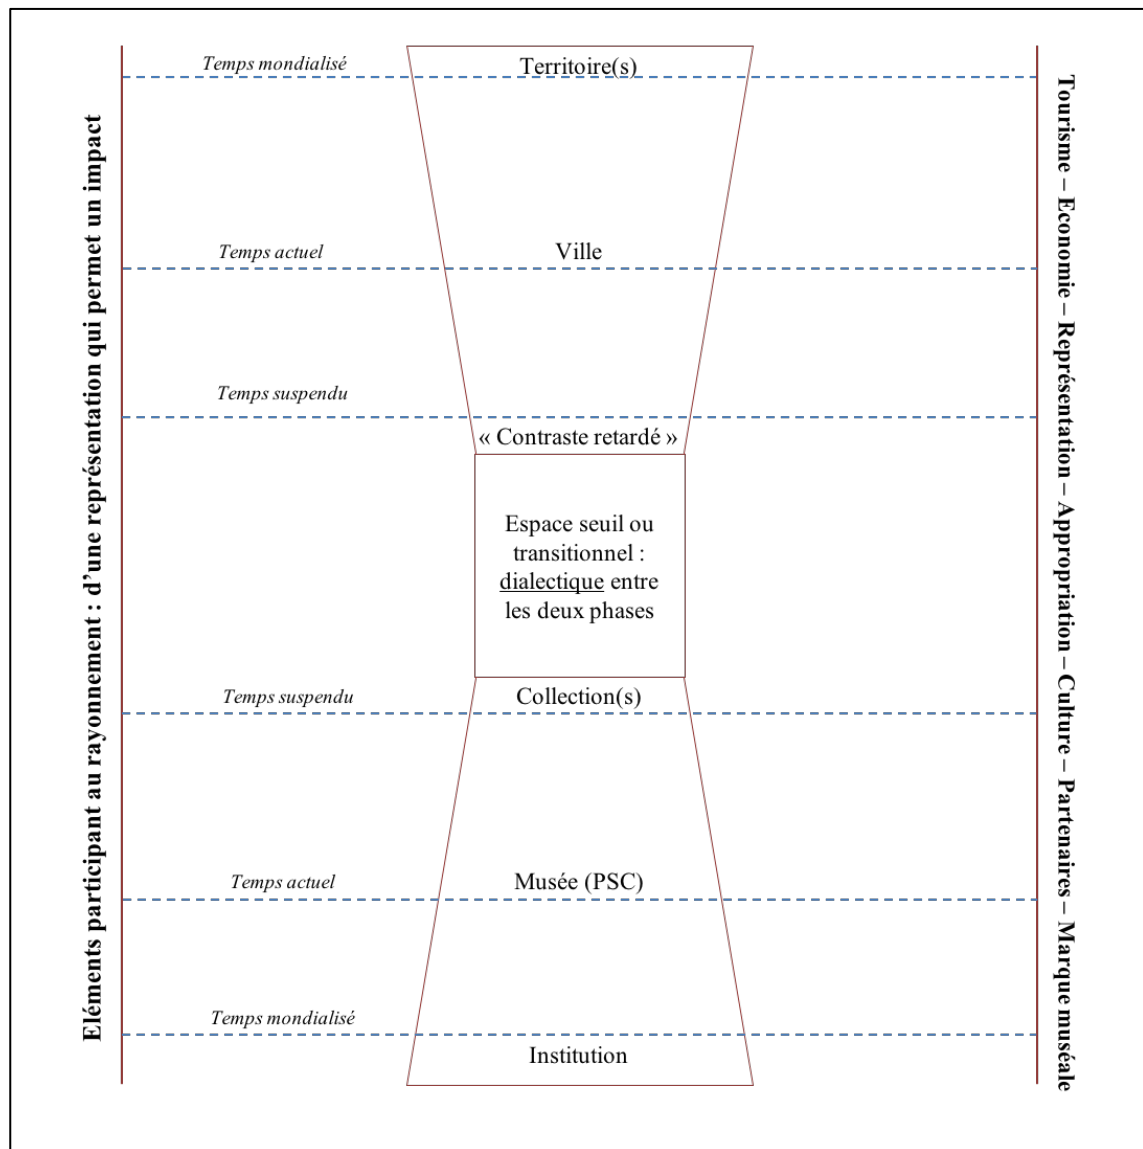 Eléments participant au rayonnement : d’une représentation qui permet un impact
Temps mondialisé
Territoire(s)
Temps actuel
Ville
Temps suspendu
« Contraste retardé »
Espace seuil ou
transitionnel :
dialectique entre
les deux phases
Temps suspendu
Collection(s)
Temps actuel
Musée (PSC)
Temps mondialisé
Institution
Tourisme – Economie – Représentation – Appropriation – Culture – Partenaires – Marque muséale